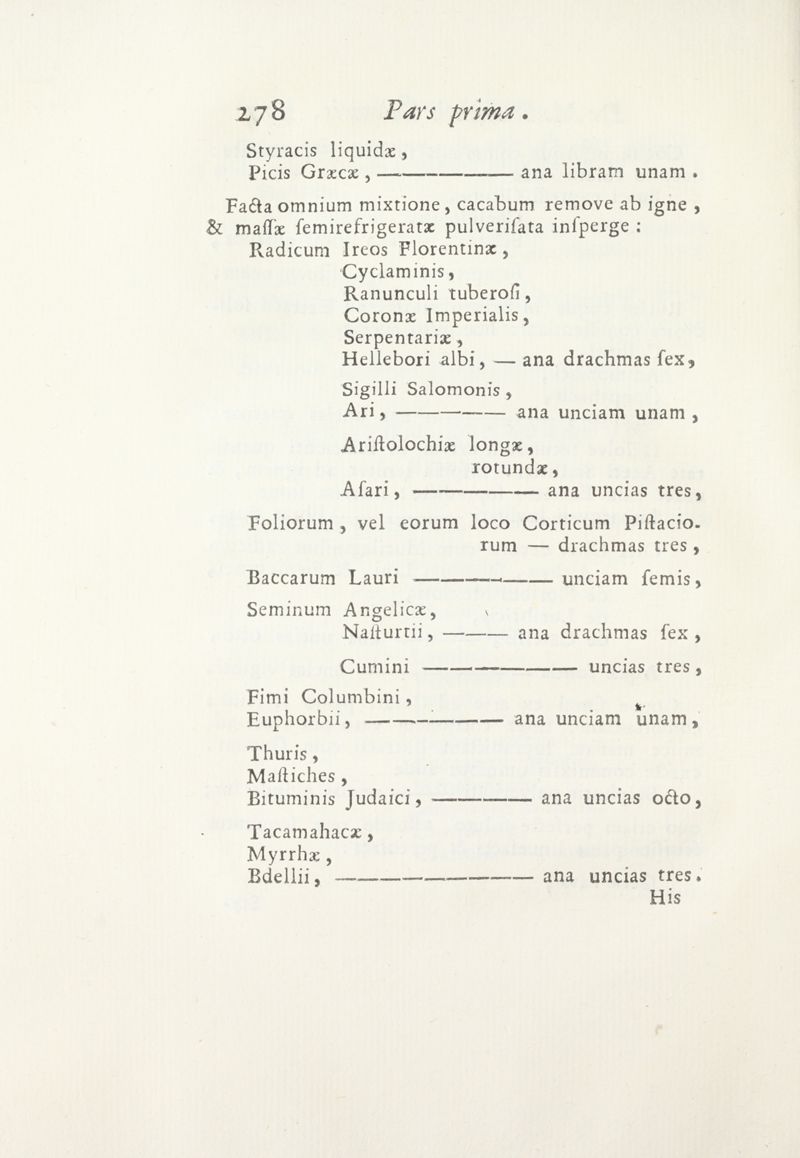 278 Pars prima.
Styracis liquidæ,
Picis Græcæ, ——— ana libram unam.
Facta omnium mixtione, cacabum remove ab igne,
& maſſæ ſemirefrigeratæ pulveriſata inſperge:
Radicum Ireos Florentinæ,
Cyclaminis,
Ranunculi tuberoſi,
Coronæ Imperialis,
Serpentariæ,
Hellebori albi, — ana drachmas ſex,
Sigilli Salomonis,
Ari, ——— ana unciam unam,
Ariſtolochiæ longæ,
rotundæ,
Aſari, ——— ana uncias tres,
Foliorum, vel eorum loco Corticum Piſtacio-
rum — drachmas tres,
Baccarum Lauri ——— unciam ſemis,
Seminum Angelicæ,
Naſturtii, ——— ana drachmas ſex,
Cumini ——— uncias tres,
Fimi Columbini,
Euphorbii, ——— ana unciam unam,
Thuris,
Maſtiches,
Bituminis Judaici, ——— ana uncias octo,
Tacamahacæ,
Myrrhæ,
Bdellii, ——— ana uncias tres.
His